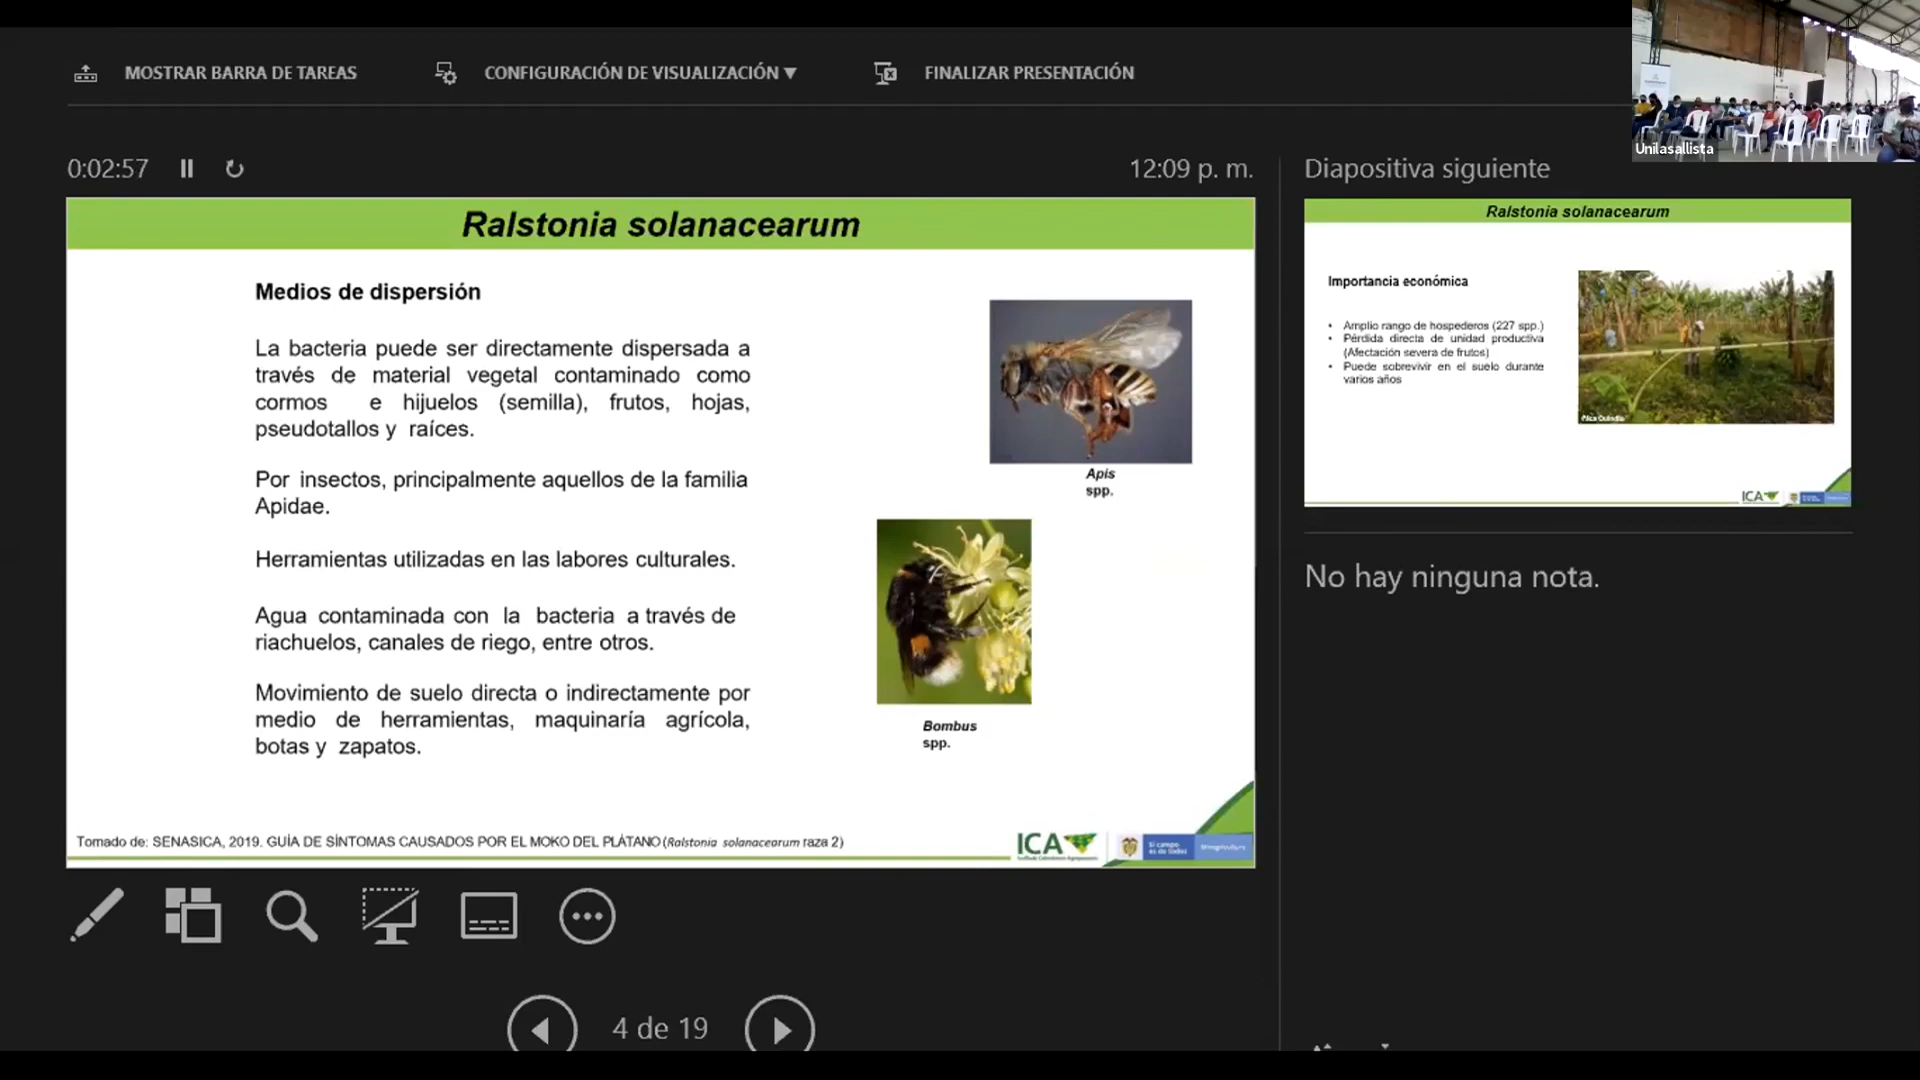 MOSTRAR BARRA DE TAREAS
CONFIGURACIÓN DE VISUALIZACIÓN ▼
FINALIZAR PRESENTACIÓN
Unilasallista
0:02:57
12:09 p. m.
Ralstonia solanacearum
Medios de dispersión
La bacteria puede ser directamente dispersada a
través de material vegetal contaminado como
cormos e hijuelos (semilla), frutos, hojas,
pseudotallos y raíces.
Por insectos, principalmente aquellos de la familia
Apidae.
Herramientas utilizadas en las labores culturales.
Agua contaminada con la bacteria a través de
riachuelos, canales de riego, entre otros.
Movimiento de suelo directa o indirectamente por
medio de herramientas, maquinaría agrícola,
botas y zapatos.
Apis
spp.
Bombus
spp.
Tomado de: SENASICA, 2019. GUÍA DE SÍNTOMAS CAUSADOS POR EL MOKO DEL PLÁTANO (Ralstonia solanacearum raza 2)
ICA
El campo
es de todos
Minagricultura
4 de 19
Diapositiva siguiente
Ralstonia solanacearum
Importancia económica
• Amplio rango de hospederos (227 spp.)
• Pérdida directa de unidad productiva
(Afectación severa de frutos)
• Puede sobrevivir en el suelo durante
varios años
ICA
No hay ninguna nota.